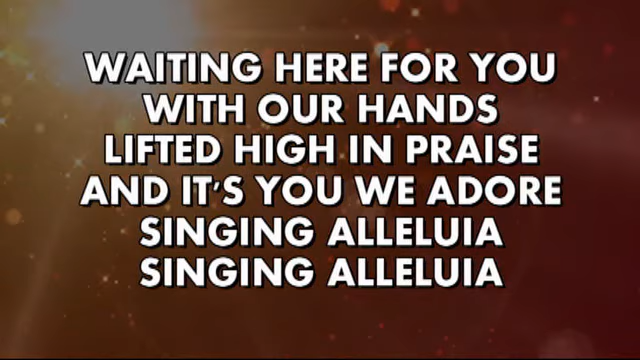 WAITING HERE FOR YOU
WITH OUR HANDS
LIFTED HIGH IN PRAISE
AND IT'S YOU WE ADORE
SINGING ALLELUIA
SINGING ALLELUIA